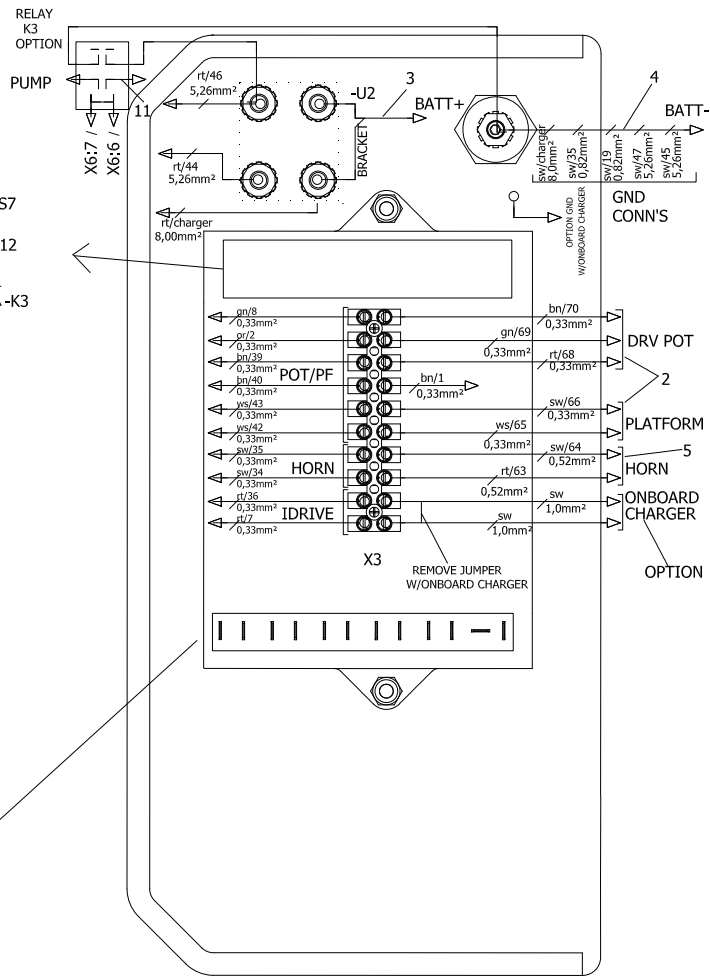 RELAY
K3
OPTION
PUMP
11
X6:7 /
X6:6 /
rt/46
5,26mm²
-U2
3
BATT+
BRACKET
rt/44
5,26mm²
rt/charger
8,00mm²
4
BATT-
sw/charger
8,0mm²
sw/35
0,82mm²
sw/19
0,82mm²
sw/47
5,26mm²
sw/45
5,26mm²
GND
CONN'S
OPTION GND
W/ONBOARD CHARGER
S7
12
-K3
gn/8
0,33mm²
or/2
0,33mm²
bn/39
0,33mm²
bn/40
0,33mm²
ws/43
0,33mm²
ws/42
0,33mm²
sw/35
0,33mm²
sw/34
0,33mm²
rt/36
0,33mm²
rt/7
0,33mm²
POT/PF
HORN
IDRIVE
X3
bn/70
0,33mm²
gn/69
0,33mm²
rt/68
0,33mm²
bn/1
0,33mm²
sw/66
0,33mm²
ws/65
0,33mm²
sw/64
0,52mm²
rt/63
0,52mm²
sw
1,0mm²
sw
1,0mm²
DRV POT
2
PLATFORM
5
HORN
ONBOARD
CHARGER
OPTION
REMOVE JUMPER
W/ONBOARD CHARGER